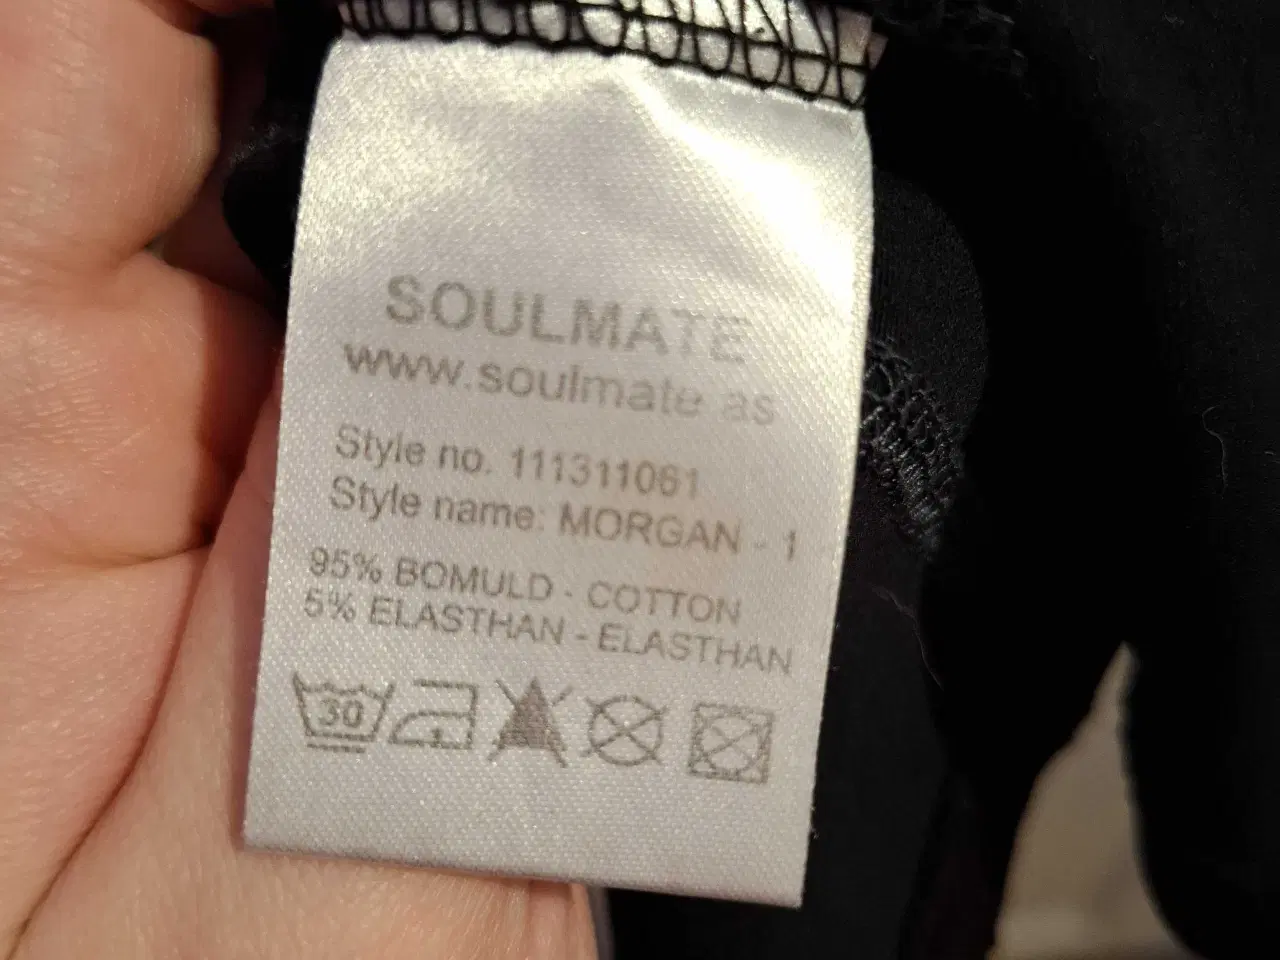 SOULMATE
www.soulmate.as
Style no. 111311061
Style name: MORGAN - 1
95% BOMULD - COTTON
5% ELASTHAN - ELASTHAN
30